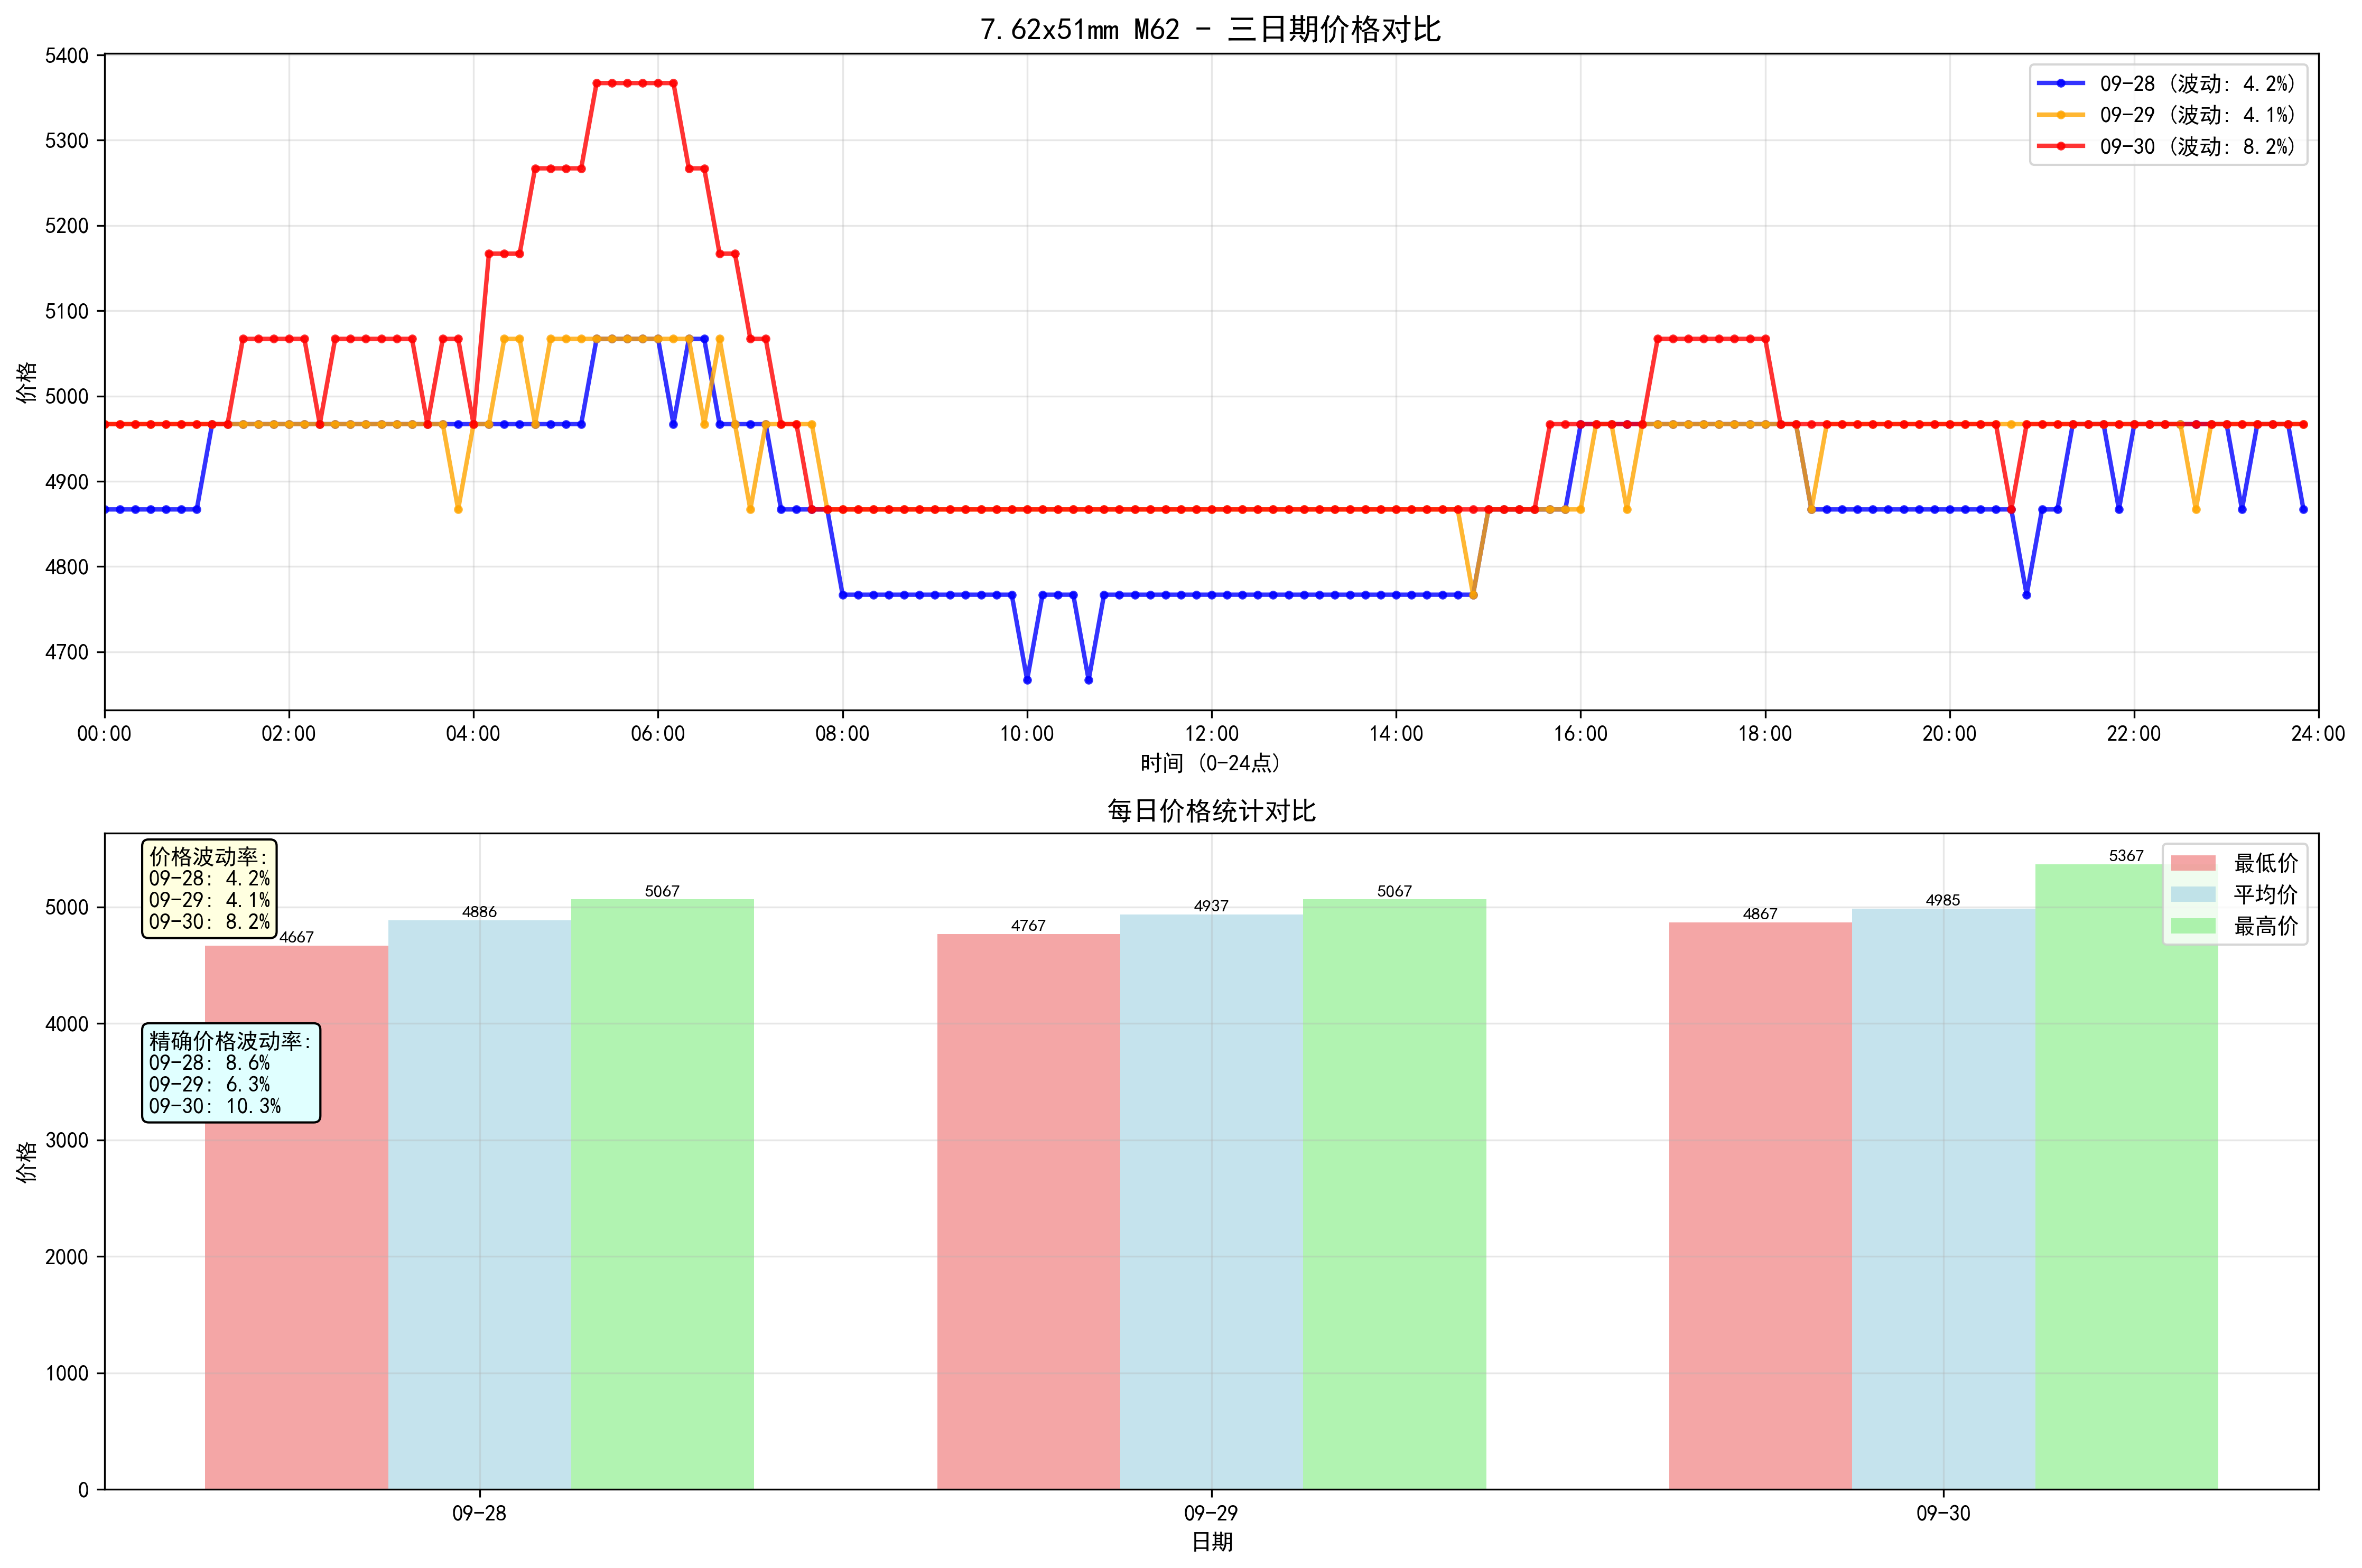 7.62x51mm M62 - 三日期价格对比
5400
5300
5200
5100
5000
4900
4800
4700
价格
09-28 (波动: 4.2%)
09-29 (波动: 4.1%)
09-30 (波动: 8.2%)
00:00 02:00 04:00 06:00 08:00 10:00 12:00 14:00 16:00 18:00 20:00 22:00 24:00
时间 (0-24点)
每日价格统计对比
价格波动率:
09-28: 4.2%
09-29: 4.1%
09-30: 8.2%
精确价格波动率:
09-28: 8.6%
09-29: 6.3%
09-30: 10.3%
4667 4886 5067 4767 4937 5067 4867 4985 5367
最低价
平均价
最高价
5000
4000
3000
2000
1000
0
价格
09-28 09-29 09-30
日期